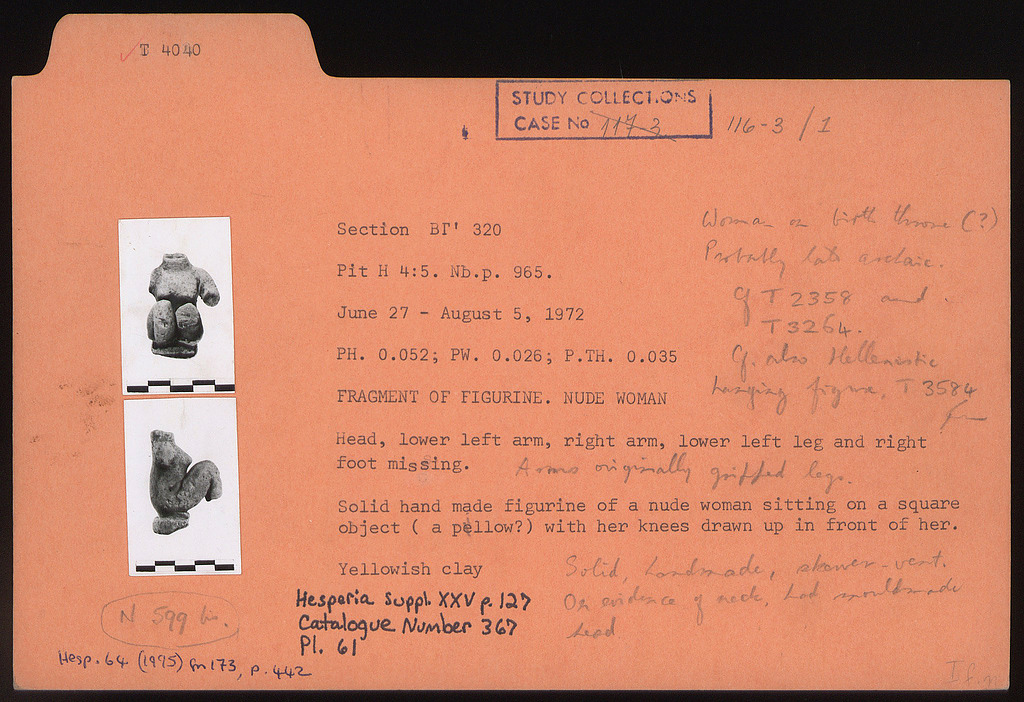 T 4040
STUDY COLLECTIONS
CASE No 117-3
116-3 / 1
Section ΒΓ' 320
Pit H 4:5. Nb.p. 965.
June 27 - August 5, 1972
PH. 0.052; PW. 0.026; P.TH. 0.035
FRAGMENT OF FIGURINE. NUDE WOMAN
Head, lower left arm, right arm, lower left leg and right
foot missing.
Arms originally gripped legs.
Solid hand made figurine of a nude woman sitting on a square
object ( a pillow?) with her knees drawn up in front of her.
Yellowish clay
Woman on birth throne (?)
Probably late archaic.
Cf T 2358 and
T 3264.
Cf. also Hellenistic
hanging figure, T 3584
Solid, handmade, skewer-vent.
On evidence of neck, had mouldmade
head
Hesperia Suppl. XXV p. 127
Catalogue Number 367
Pl. 61
N 599 bis.
Hesp. 64 (1995) fn 173, p. 442